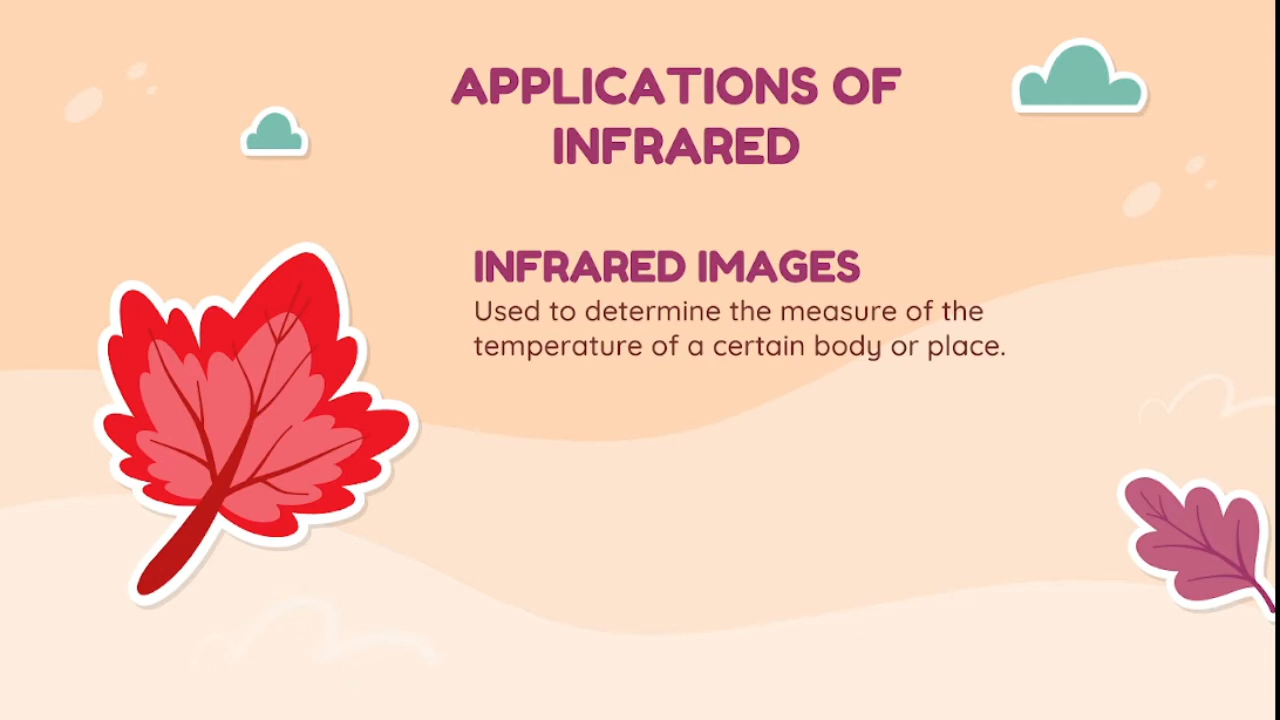 APPLICATIONS OF
INFRARED
INFRARED IMAGES
Used to determine the measure of the
temperature of a certain body or place.